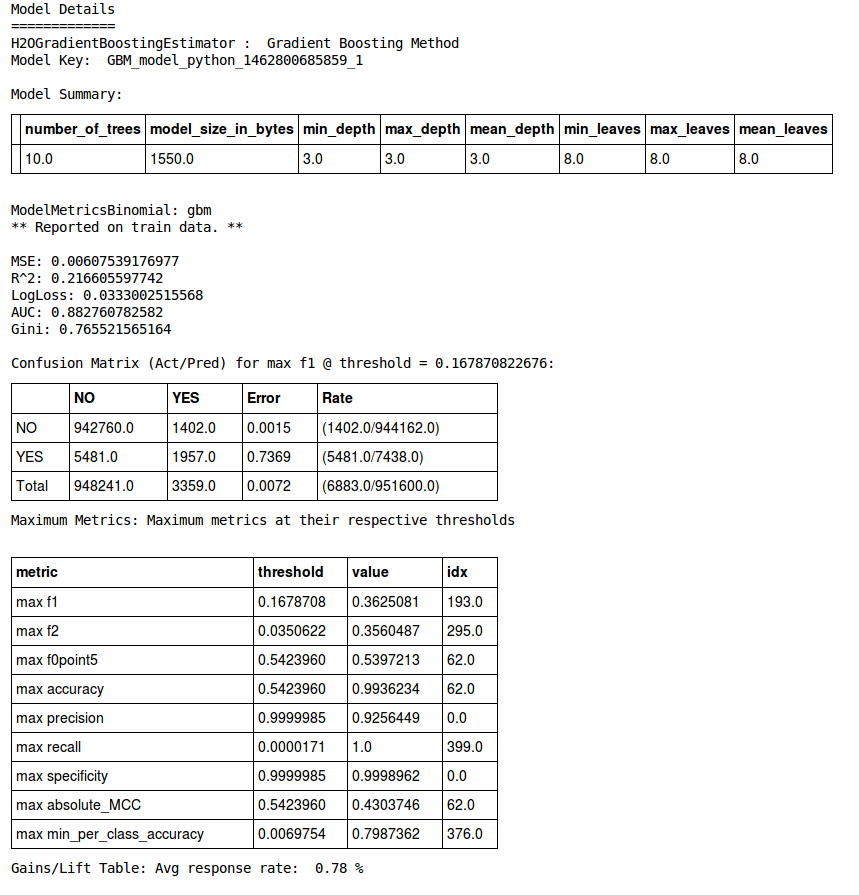 Model Details
=============
H2OGradientBoostingEstimator :  Gradient Boosting Method
Model Key:  GBM_model_python_1462800685859_1
Model Summary:
number_of_trees model_size_in_bytes min_depth max_depth mean_depth min_leaves max_leaves mean_leaves
10.0 1550.0 3.0 3.0 3.0 8.0 8.0 8.0
ModelMetricsBinomial: gbm
** Reported on train data. **
MSE: 0.00607539176977
R^2: 0.216605597742
LogLoss: 0.0333002515568
AUC: 0.882760782582
Gini: 0.765521565164
Confusion Matrix (Act/Pred) for max f1 @ threshold = 0.167870822676:
NO YES Error Rate
NO 942760.0 1402.0 0.0015 (1402.0/944162.0)
YES 5481.0 1957.0 0.7369 (5481.0/7438.0)
Total 948241.0 3359.0 0.0072 (6883.0/951600.0)
Maximum Metrics: Maximum metrics at their respective thresholds
metric threshold value idx
max f1 0.1678708 0.3625081 193.0
max f2 0.0350622 0.3560487 295.0
max f0point5 0.5423960 0.5397213 62.0
max accuracy 0.5423960 0.9936234 62.0
max precision 0.9999985 0.9256449 0.0
max recall 0.0000171 1.0 399.0
max specificity 0.9999985 0.9998962 0.0
max absolute_MCC 0.5423960 0.4303746 62.0
max min_per_class_accuracy 0.0069754 0.7987362 376.0
Gains/Lift Table: Avg response rate:  0.78 %